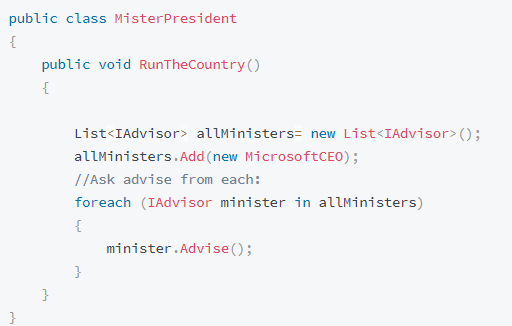 public class MisterPresident
{
    public void RunTheCountry()
    {

        List<IAdvisor> allMinisters= new List<IAdvisor>();
        allMinisters.Add(new MicrosoftCEO);
        //Ask advise from each:
        foreach (IAdvisor minister in allMinisters)
        {
            minister.Advise();
        }
    }
}